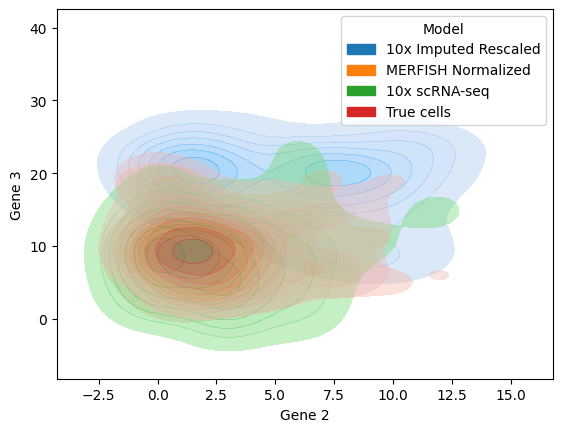 Model
10x Imputed Rescaled
MERFISH Normalized
10x scRNA-seq
True cells
40
30
20
10
0
Gene 3
−2.5 0.0 2.5 5.0 7.5 10.0 12.5 15.0
Gene 2